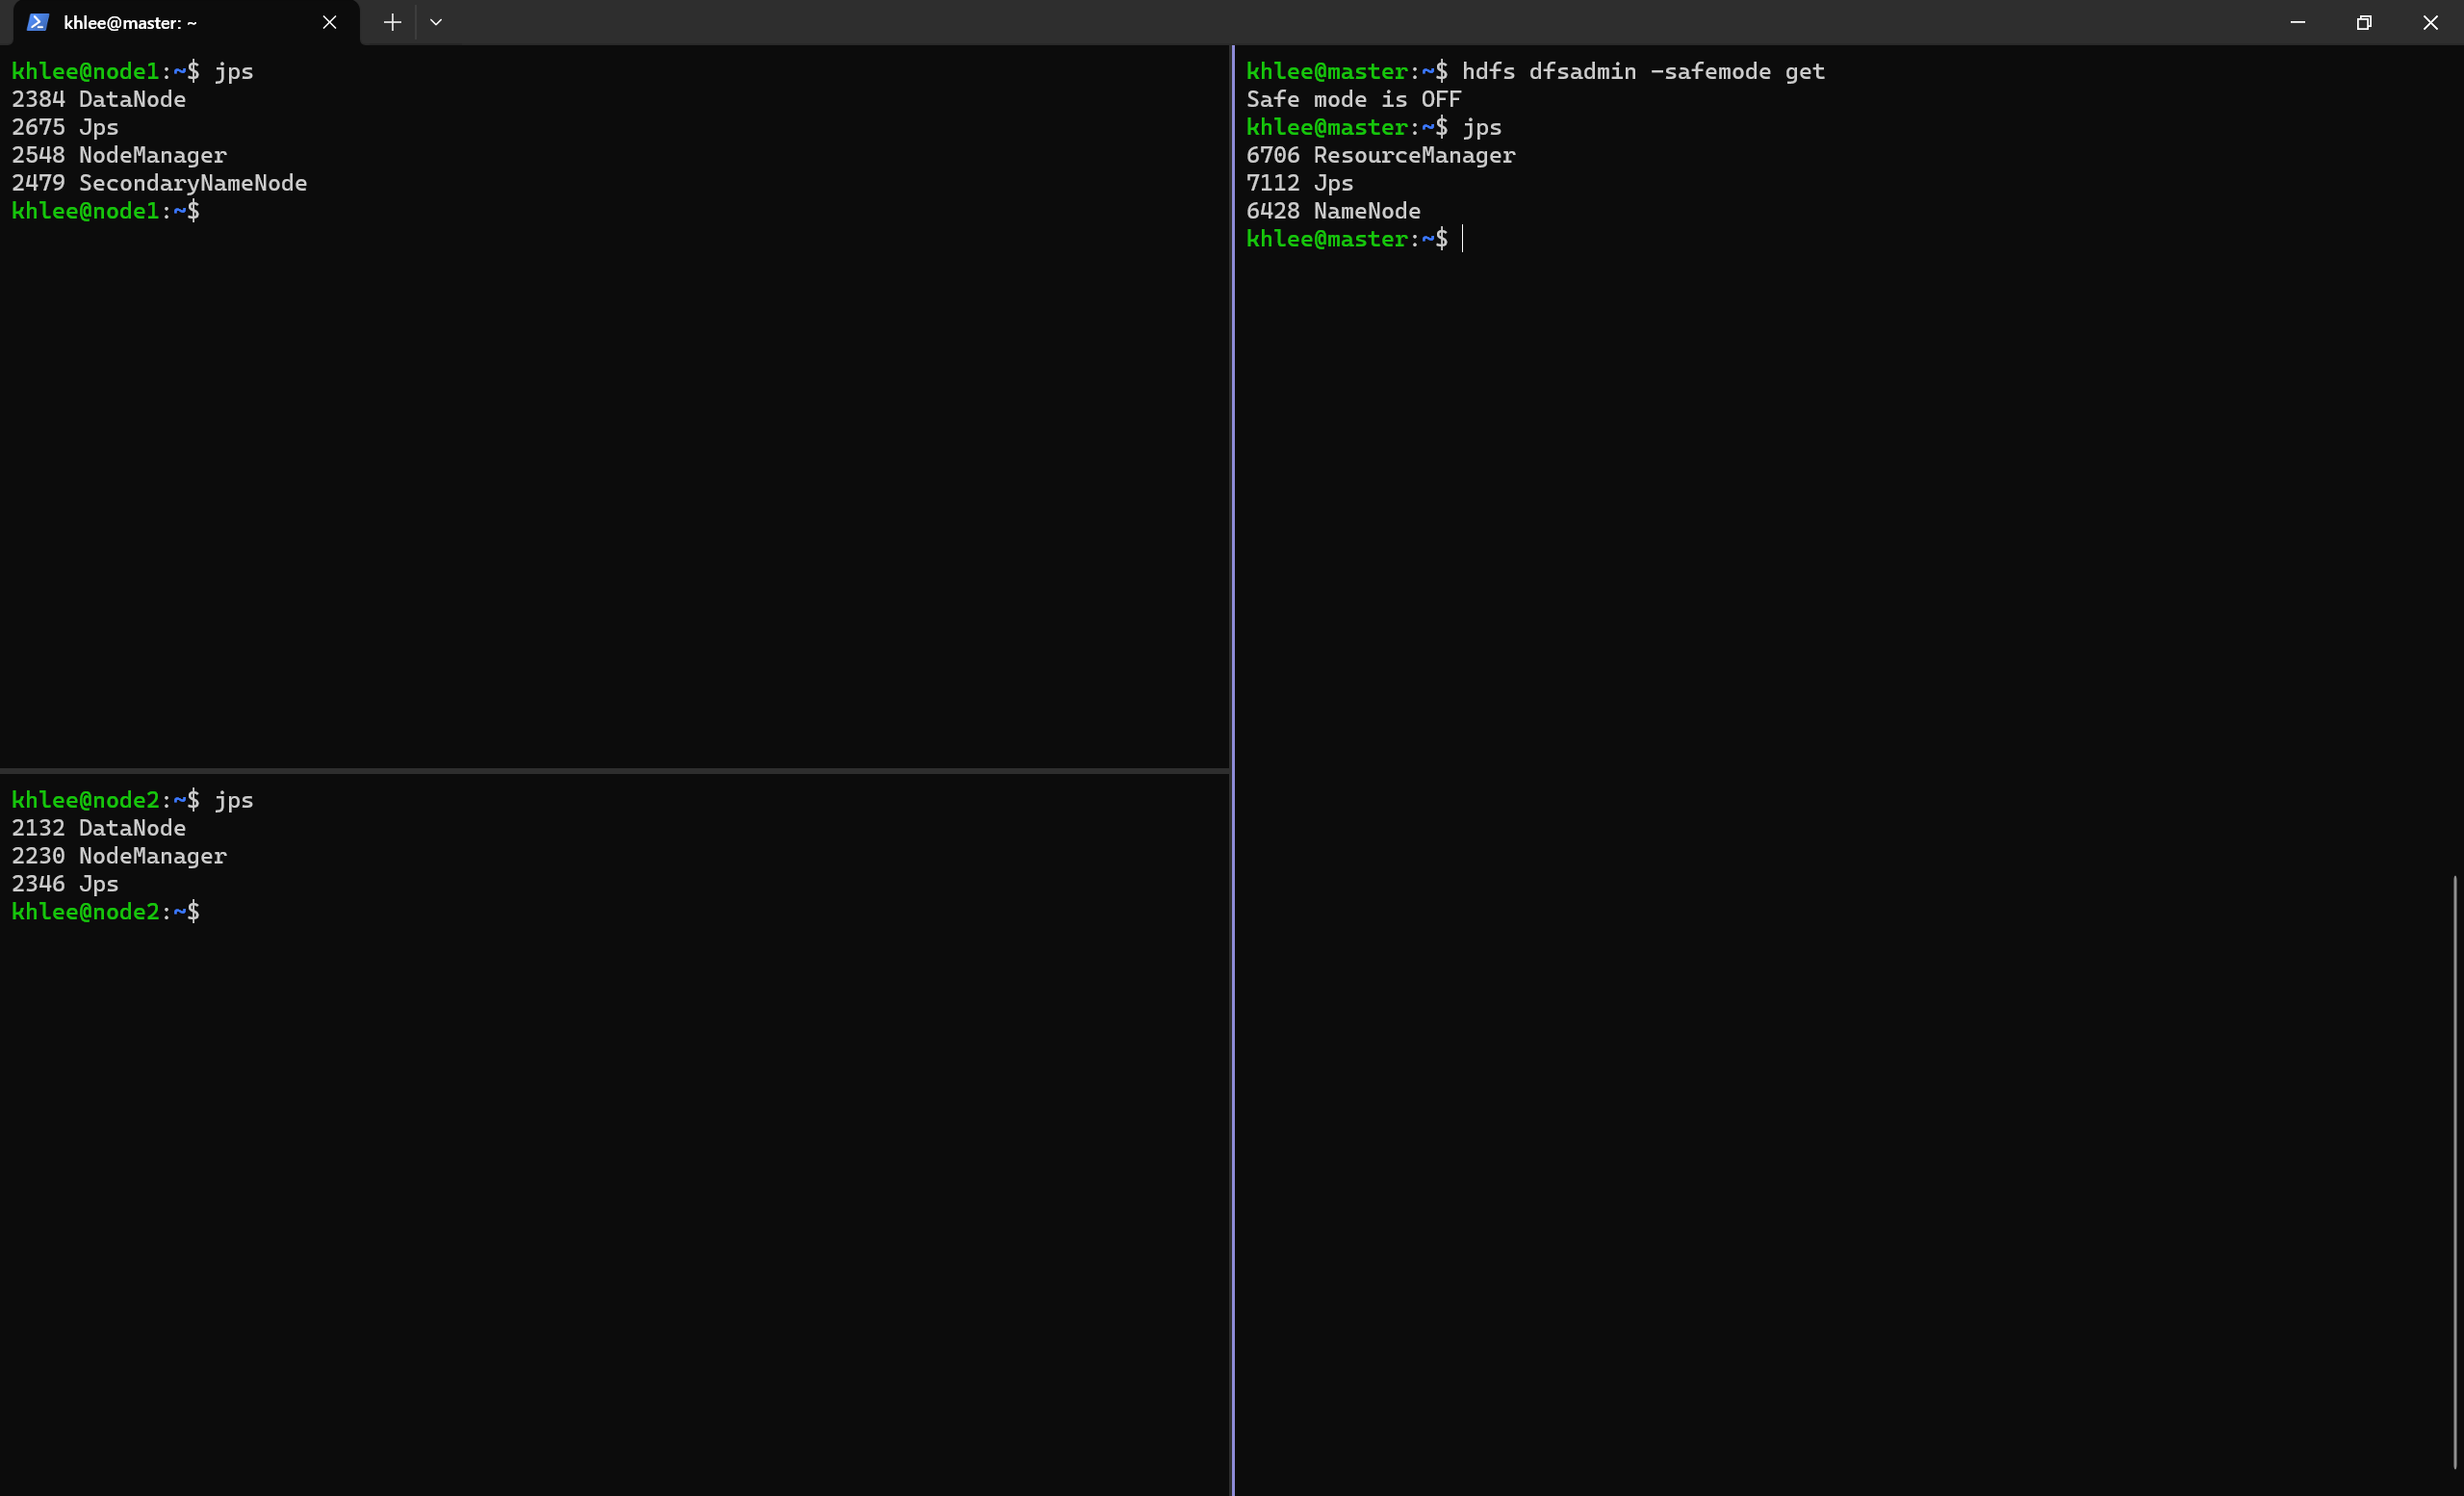 khlee@master: ~
khlee@node1:~$ jps
2384 DataNode
2675 Jps
2548 NodeManager
2479 SecondaryNameNode
khlee@node1:~$
khlee@node2:~$ jps
2132 DataNode
2230 NodeManager
2346 Jps
khlee@node2:~$
khlee@master:~$ hdfs dfsadmin -safemode get
Safe mode is OFF
khlee@master:~$ jps
6706 ResourceManager
7112 Jps
6428 NameNode
khlee@master:~$